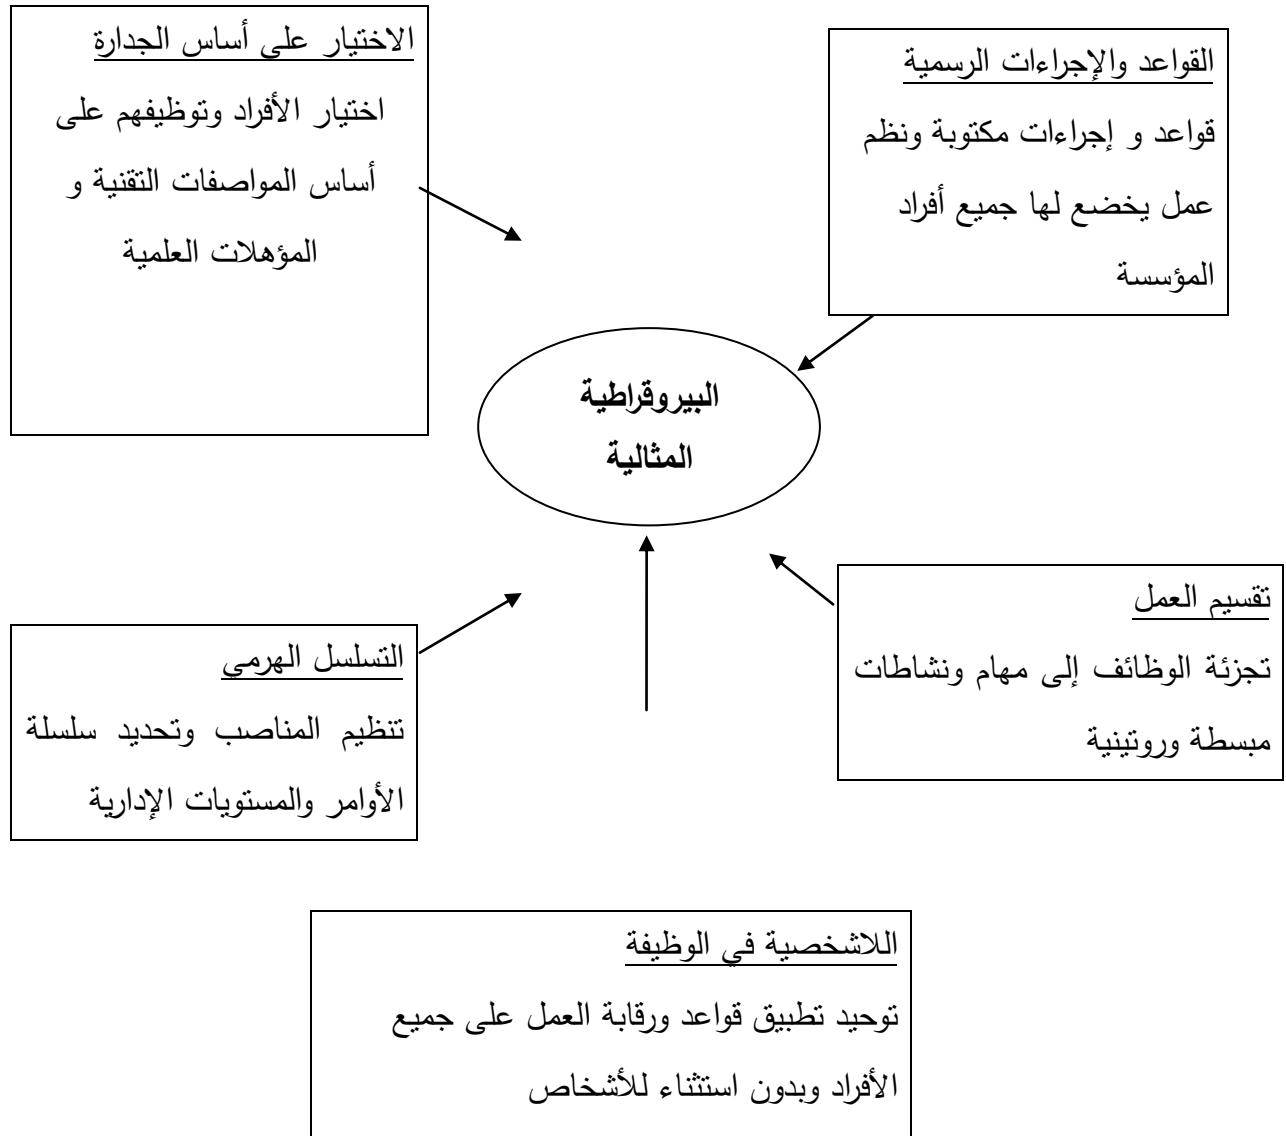 القواعد والإجراءات الرسمية
قواعد و إجراءات مكتوبة ونظم
عمل يخضع لها جميع أفراد
المؤسسة
الاختيار على أساس الجدارة
اختيار الأفراد وتوظيفهم على
أساس المواصفات التقنية و
المؤهلات العلمية
البيروقراطية
المثالية
تقسيم العمل
تجزئة الوظائف إلى مهام ونشاطات
مبسطة وروتينية
التسلسل الهرمي
تنظيم المناصب وتحديد سلسلة
الأوامر والمستويات الإدارية
اللاشخصية في الوظيفة
توحيد تطبيق قواعد ورقابة العمل على جميع
الأفراد وبدون استثناء للأشخاص